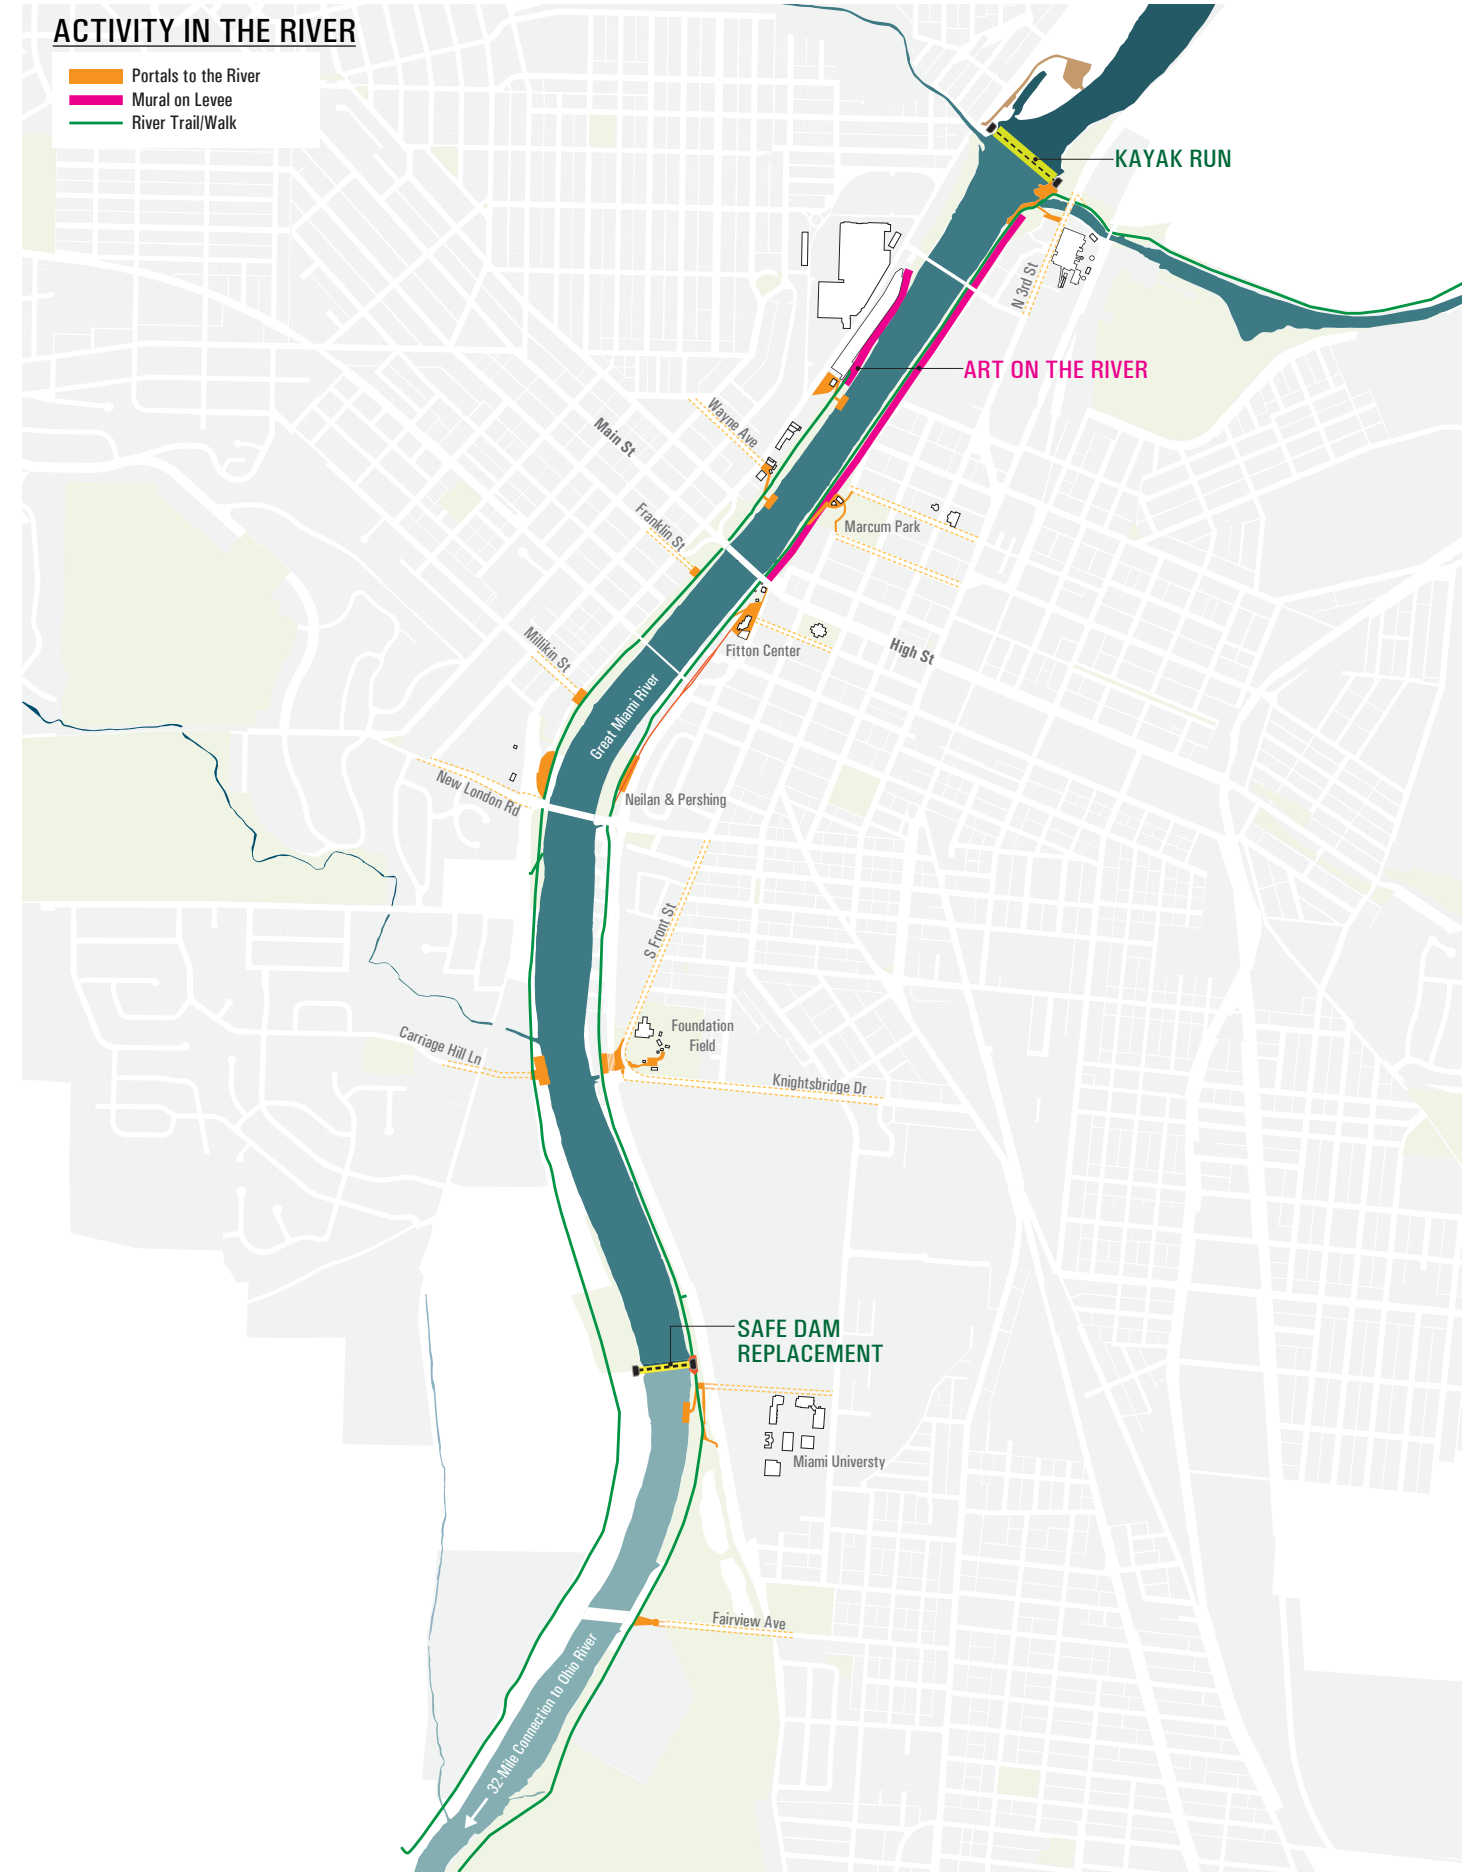 ACTIVITY IN THE RIVER
Portals to the River
Mural on Levee
River Trail/Walk
KAYAK RUN
N 3rd St
ART ON THE RIVER
Wayne Ave
Main St
Franklin St
Marcum Park
Millikin St
Fitton Center
High St
Great Miami River
New London Rd
Neilan & Pershing
S Front St
Foundation
Field
Carriage Hill Ln
Knightsbridge Dr
SAFE DAM
REPLACEMENT
Miami Universty
Fairview Ave
32-Mile Connection to Ohio River